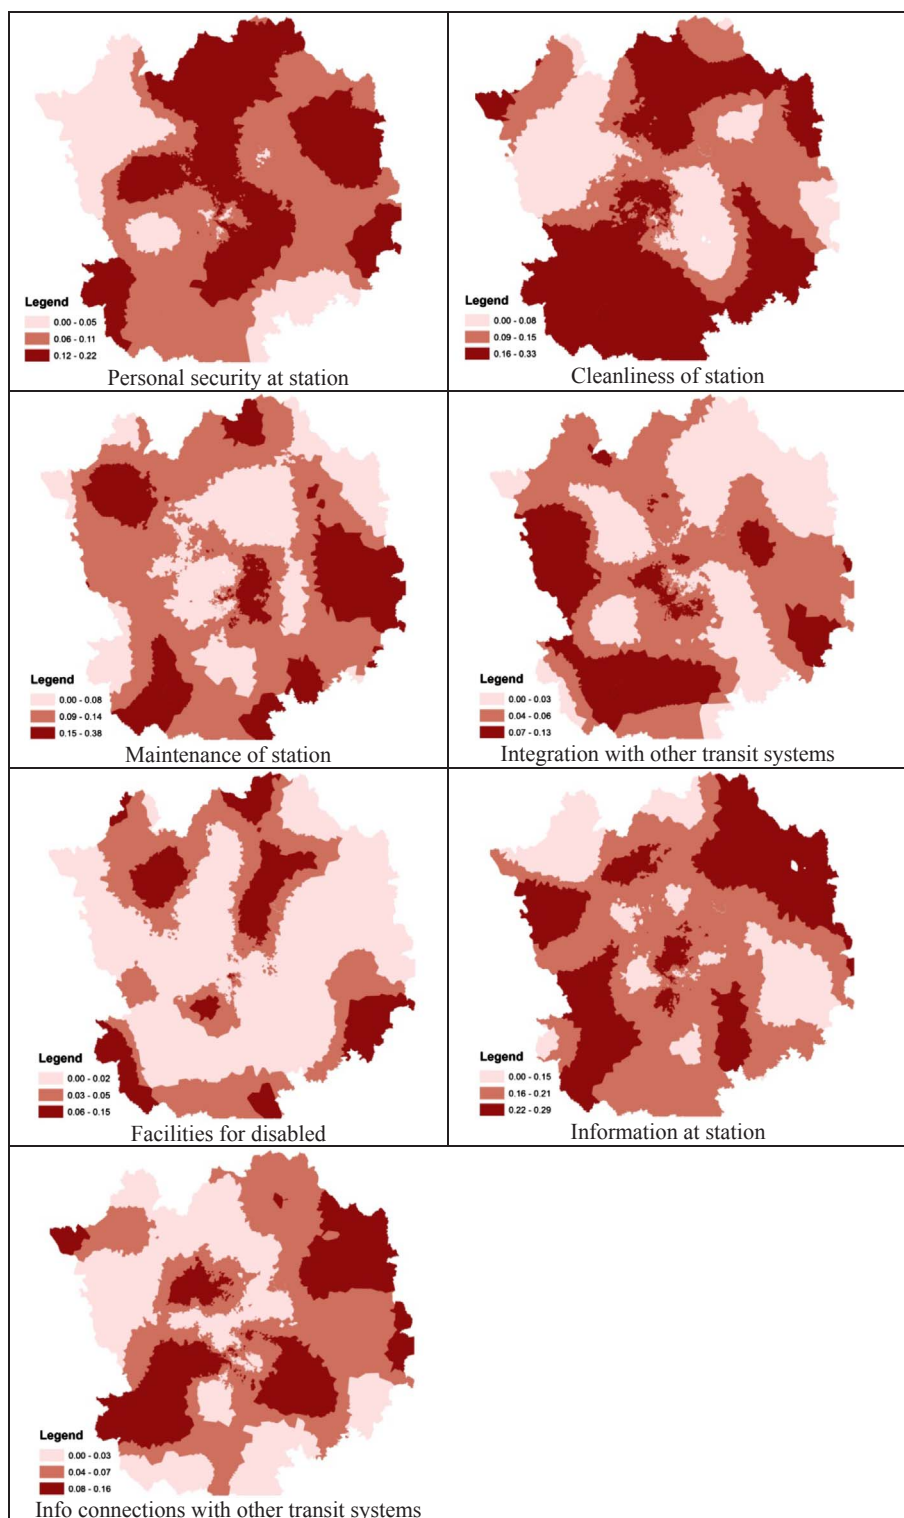 Legend
0.00 - 0.05
0.06 - 0.11
0.12 - 0.22
Personal security at station
Legend
0.00 - 0.08
0.09 - 0.15
0.16 - 0.33
Cleanliness of station
Legend
0.00 - 0.08
0.09 - 0.14
0.15 - 0.38
Maintenance of station
Legend
0.00 - 0.03
0.04 - 0.06
0.07 - 0.13
Integration with other transit systems
Legend
0.00 - 0.02
0.03 - 0.05
0.06 - 0.15
Facilities for disabled
Legend
0.00 - 0.15
0.16 - 0.21
0.22 - 0.29
Information at station
Legend
0.00 - 0.03
0.04 - 0.07
0.08 - 0.16
Info connections with other transit systems